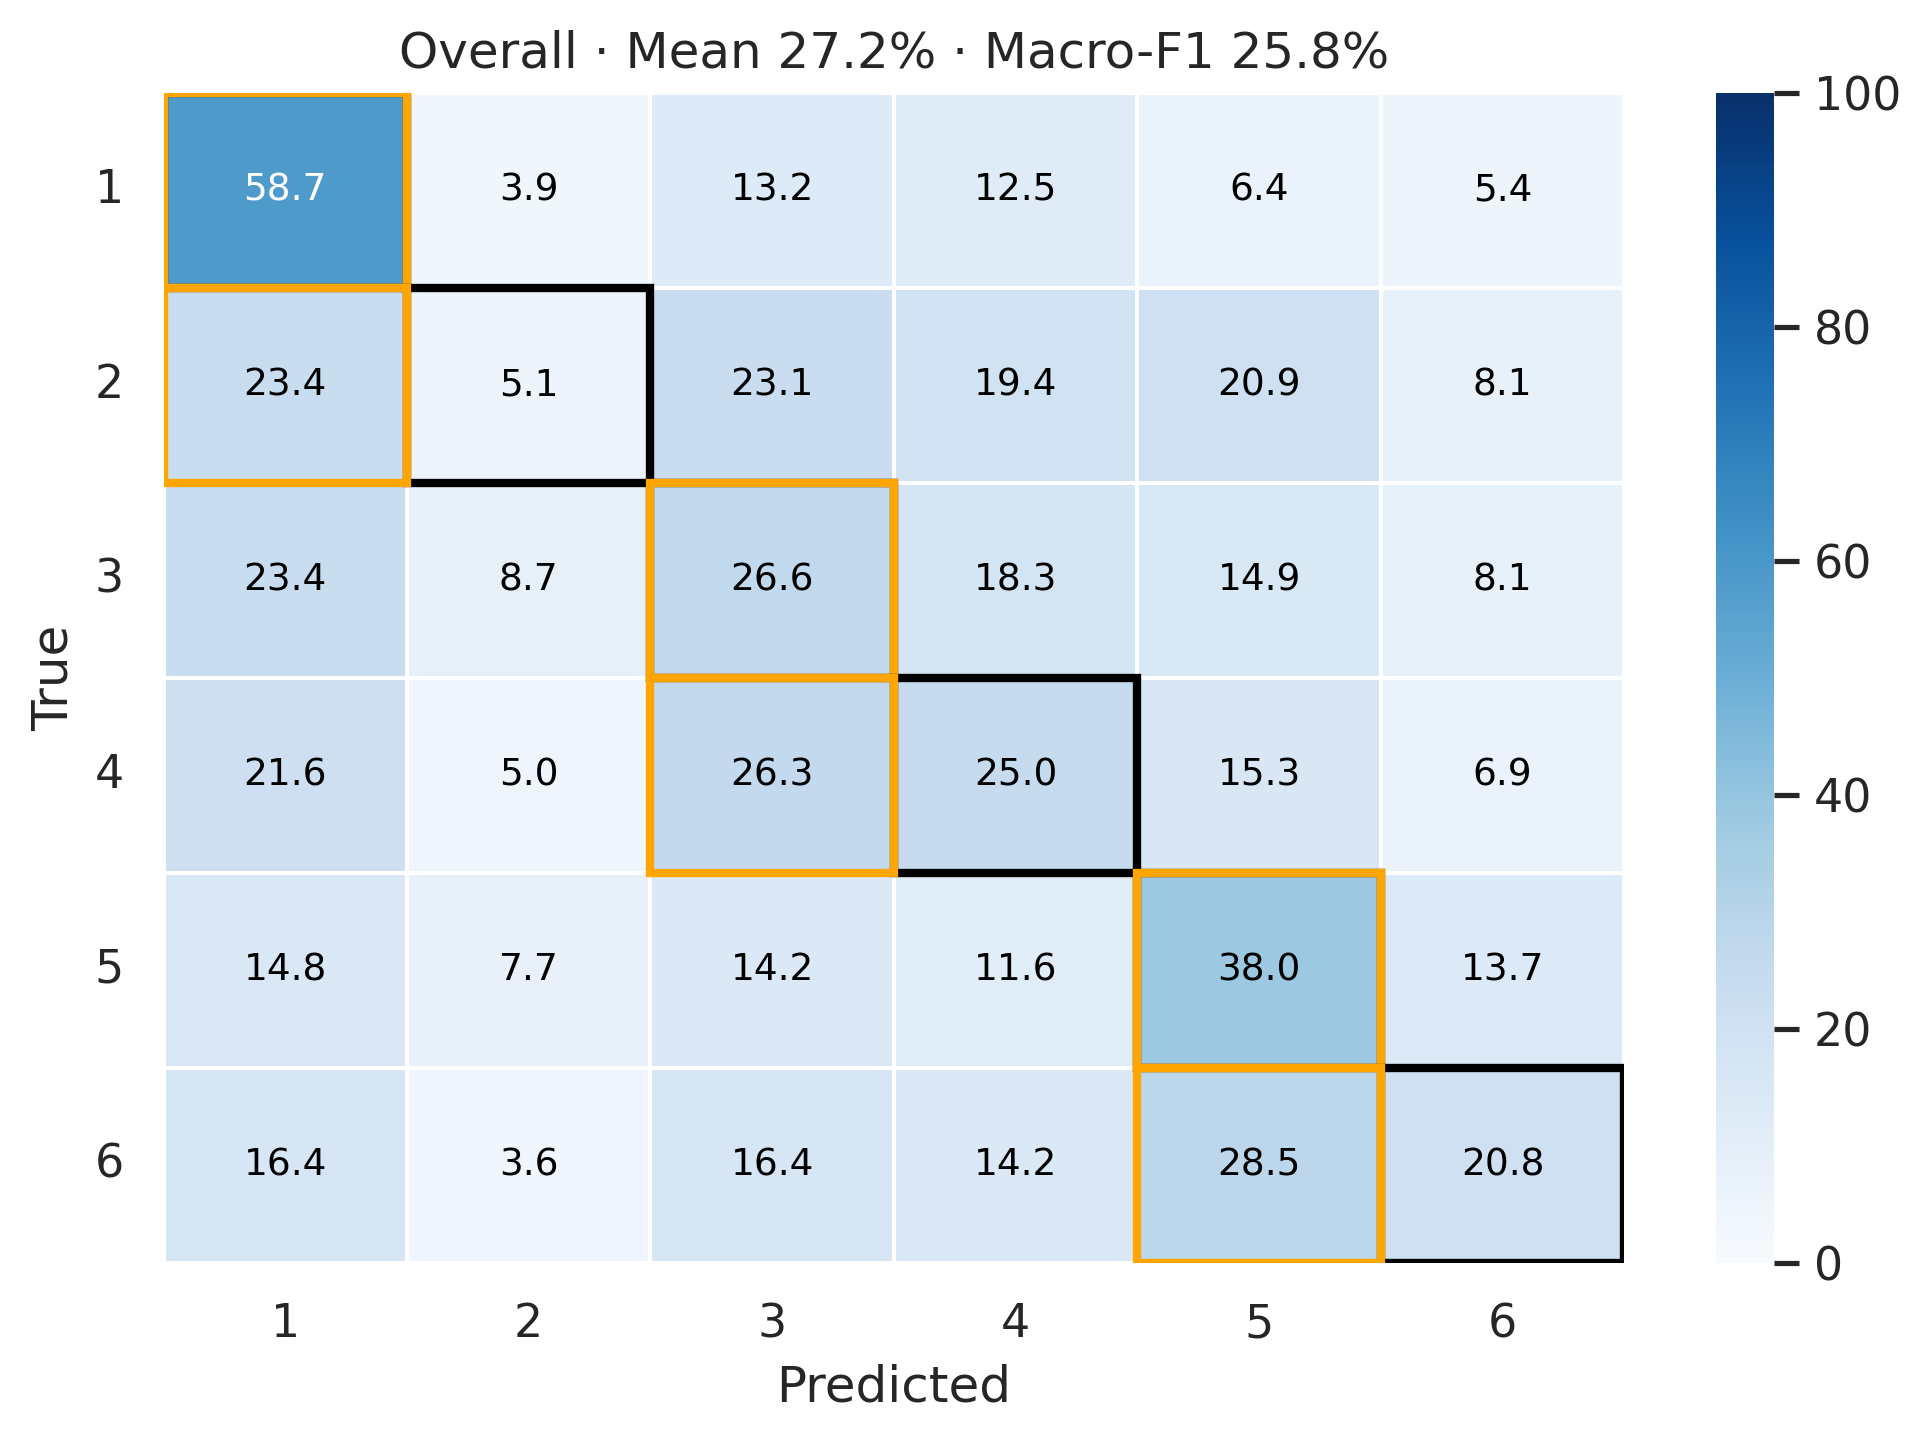 Overall · Mean 27.2% · Macro-F1 25.8%
1 58.7 3.9 13.2 12.5 6.4 5.4
2 23.4 5.1 23.1 19.4 20.9 8.1
3 23.4 8.7 26.6 18.3 14.9 8.1
4 21.6 5.0 26.3 25.0 15.3 6.9
5 14.8 7.7 14.2 11.6 38.0 13.7
6 16.4 3.6 16.4 14.2 28.5 20.8
1 2 3 4 5 6
Predicted
True
100
80
60
40
20
0